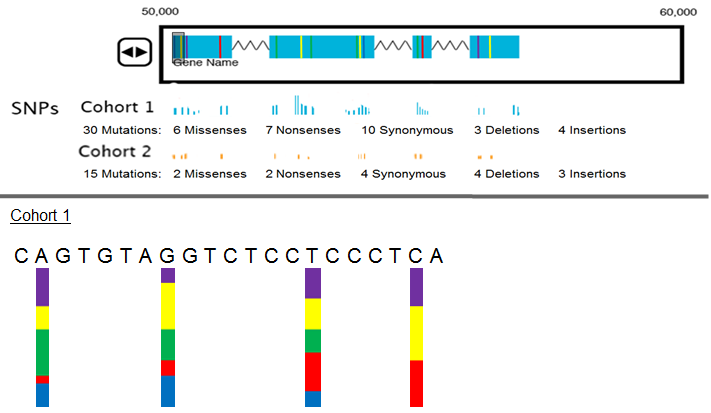 50,000 60,000
Gene Name
SNPs Cohort 1
30 Mutations: 6 Missenses 7 Nonsenses 10 Synonymous 3 Deletions 4 Insertions
Cohort 2
15 Mutations: 2 Missenses 2 Nonsenses 4 Synonymous 4 Deletions 3 Insertions
Cohort 1
C A G T G T A G G T C T C C T C C C T C A